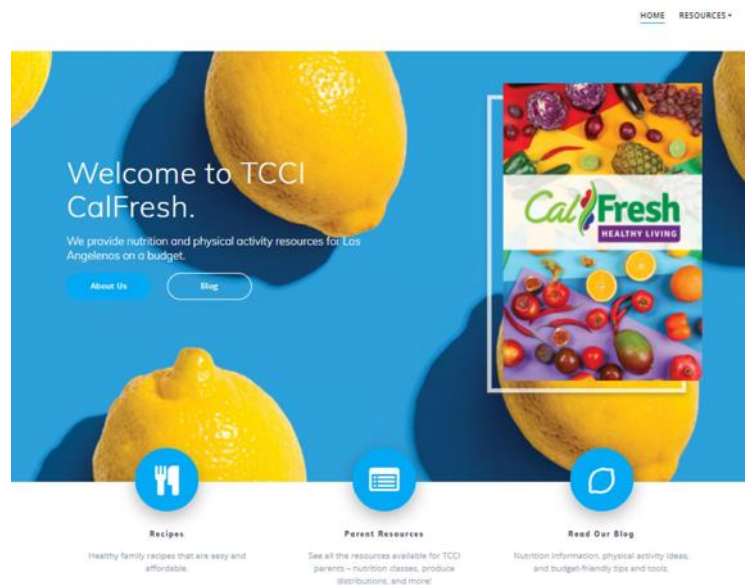 HOME RESOURCES
Welcome to TCCI
CalFresh.
We provide nutrition and physical activity resources for Los
Angelenos on a budget.
About Us Blog
CalFresh
HEALTHY LIVING
Recipes
Healthy family recipes that are easy and
affordable.
Parent Resources
See all the resources available for TCCI
parents – nutrition classes, produce
distributions, and more!
Read Our Blog
Nutrition Information, physical activity ideas,
and budget-friendly tips and tools.